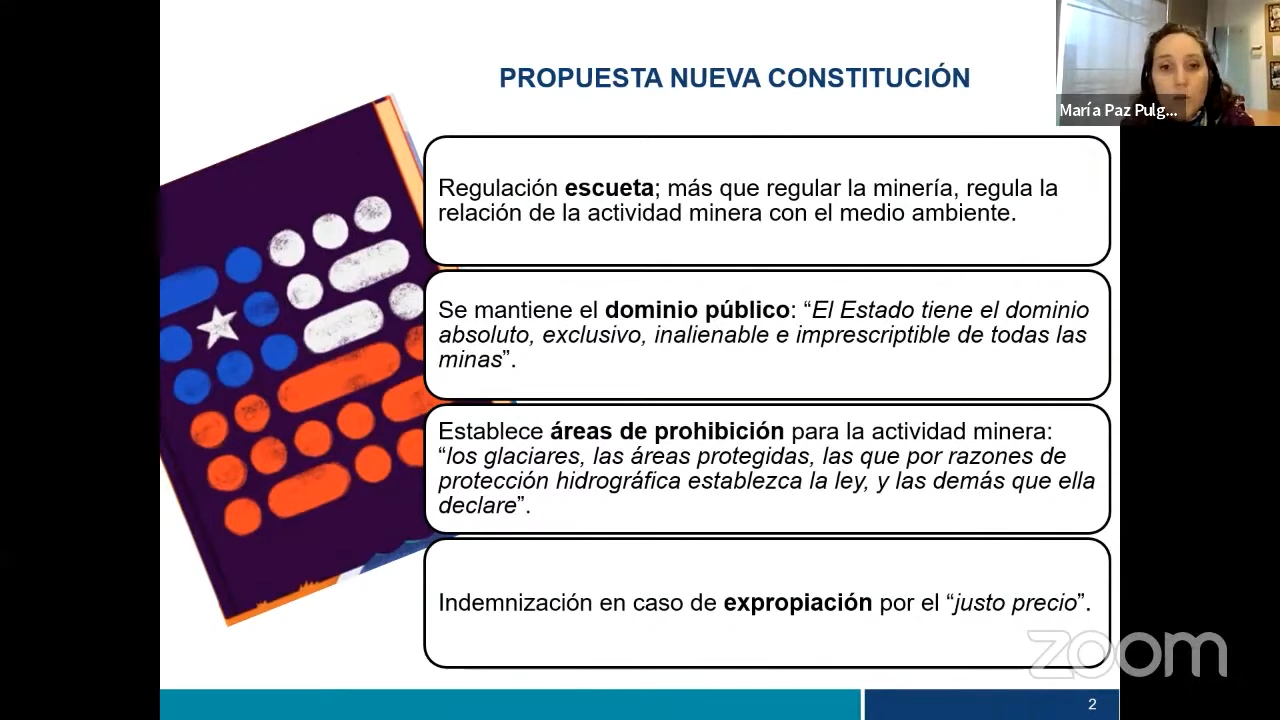 PROPUESTA NUEVA CONSTITUCIÓN
María Paz Pulg...
Regulación escueta; más que regular la minería, regula la
relación de la actividad minera con el medio ambiente.
Se mantiene el dominio público: “El Estado tiene el dominio
absoluto, exclusivo, inalienable e imprescriptible de todas las
minas”.
Establece áreas de prohibición para la actividad minera:
“los glaciares, las áreas protegidas, las que por razones de
protección hidrográfica establezca la ley, y las demás que ella
declare”.
Indemnización en caso de expropiación por el “justo precio”.
zoom
2